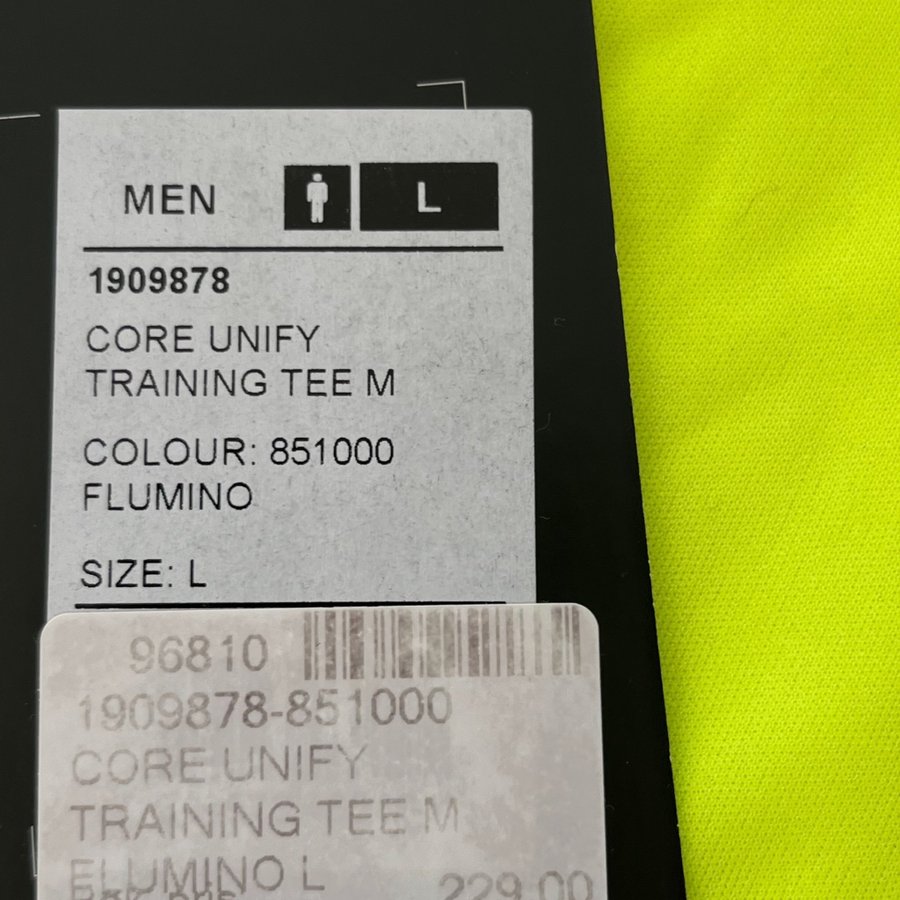 MEN L
1909878
CORE UNIFY
TRAINING TEE M
COLOUR: 851000
FLUMINO
SIZE: L
96810
1909878-851000
CORE UNIFY
TRAINING TEE M
FLUMINO L
229.00